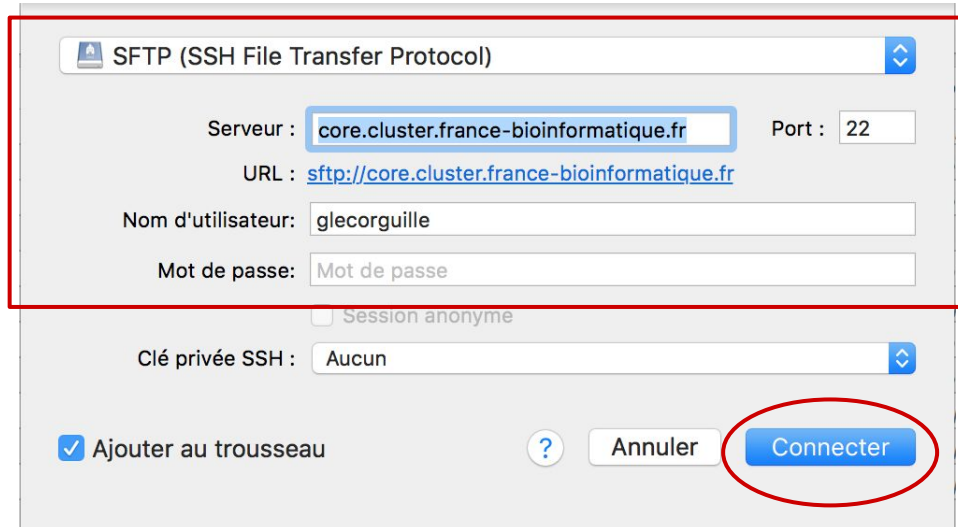 SFTP (SSH File Transfer Protocol)
Serveur : core.cluster.france-bioinformatique.fr Port : 22
URL : sftp://core.cluster.france-bioinformatique.fr
Nom d'utilisateur: glecorguille
Mot de passe: Mot de passe
Session anonyme
Clé privée SSH : Aucun
Ajouter au trousseau ? Annuler Connecter